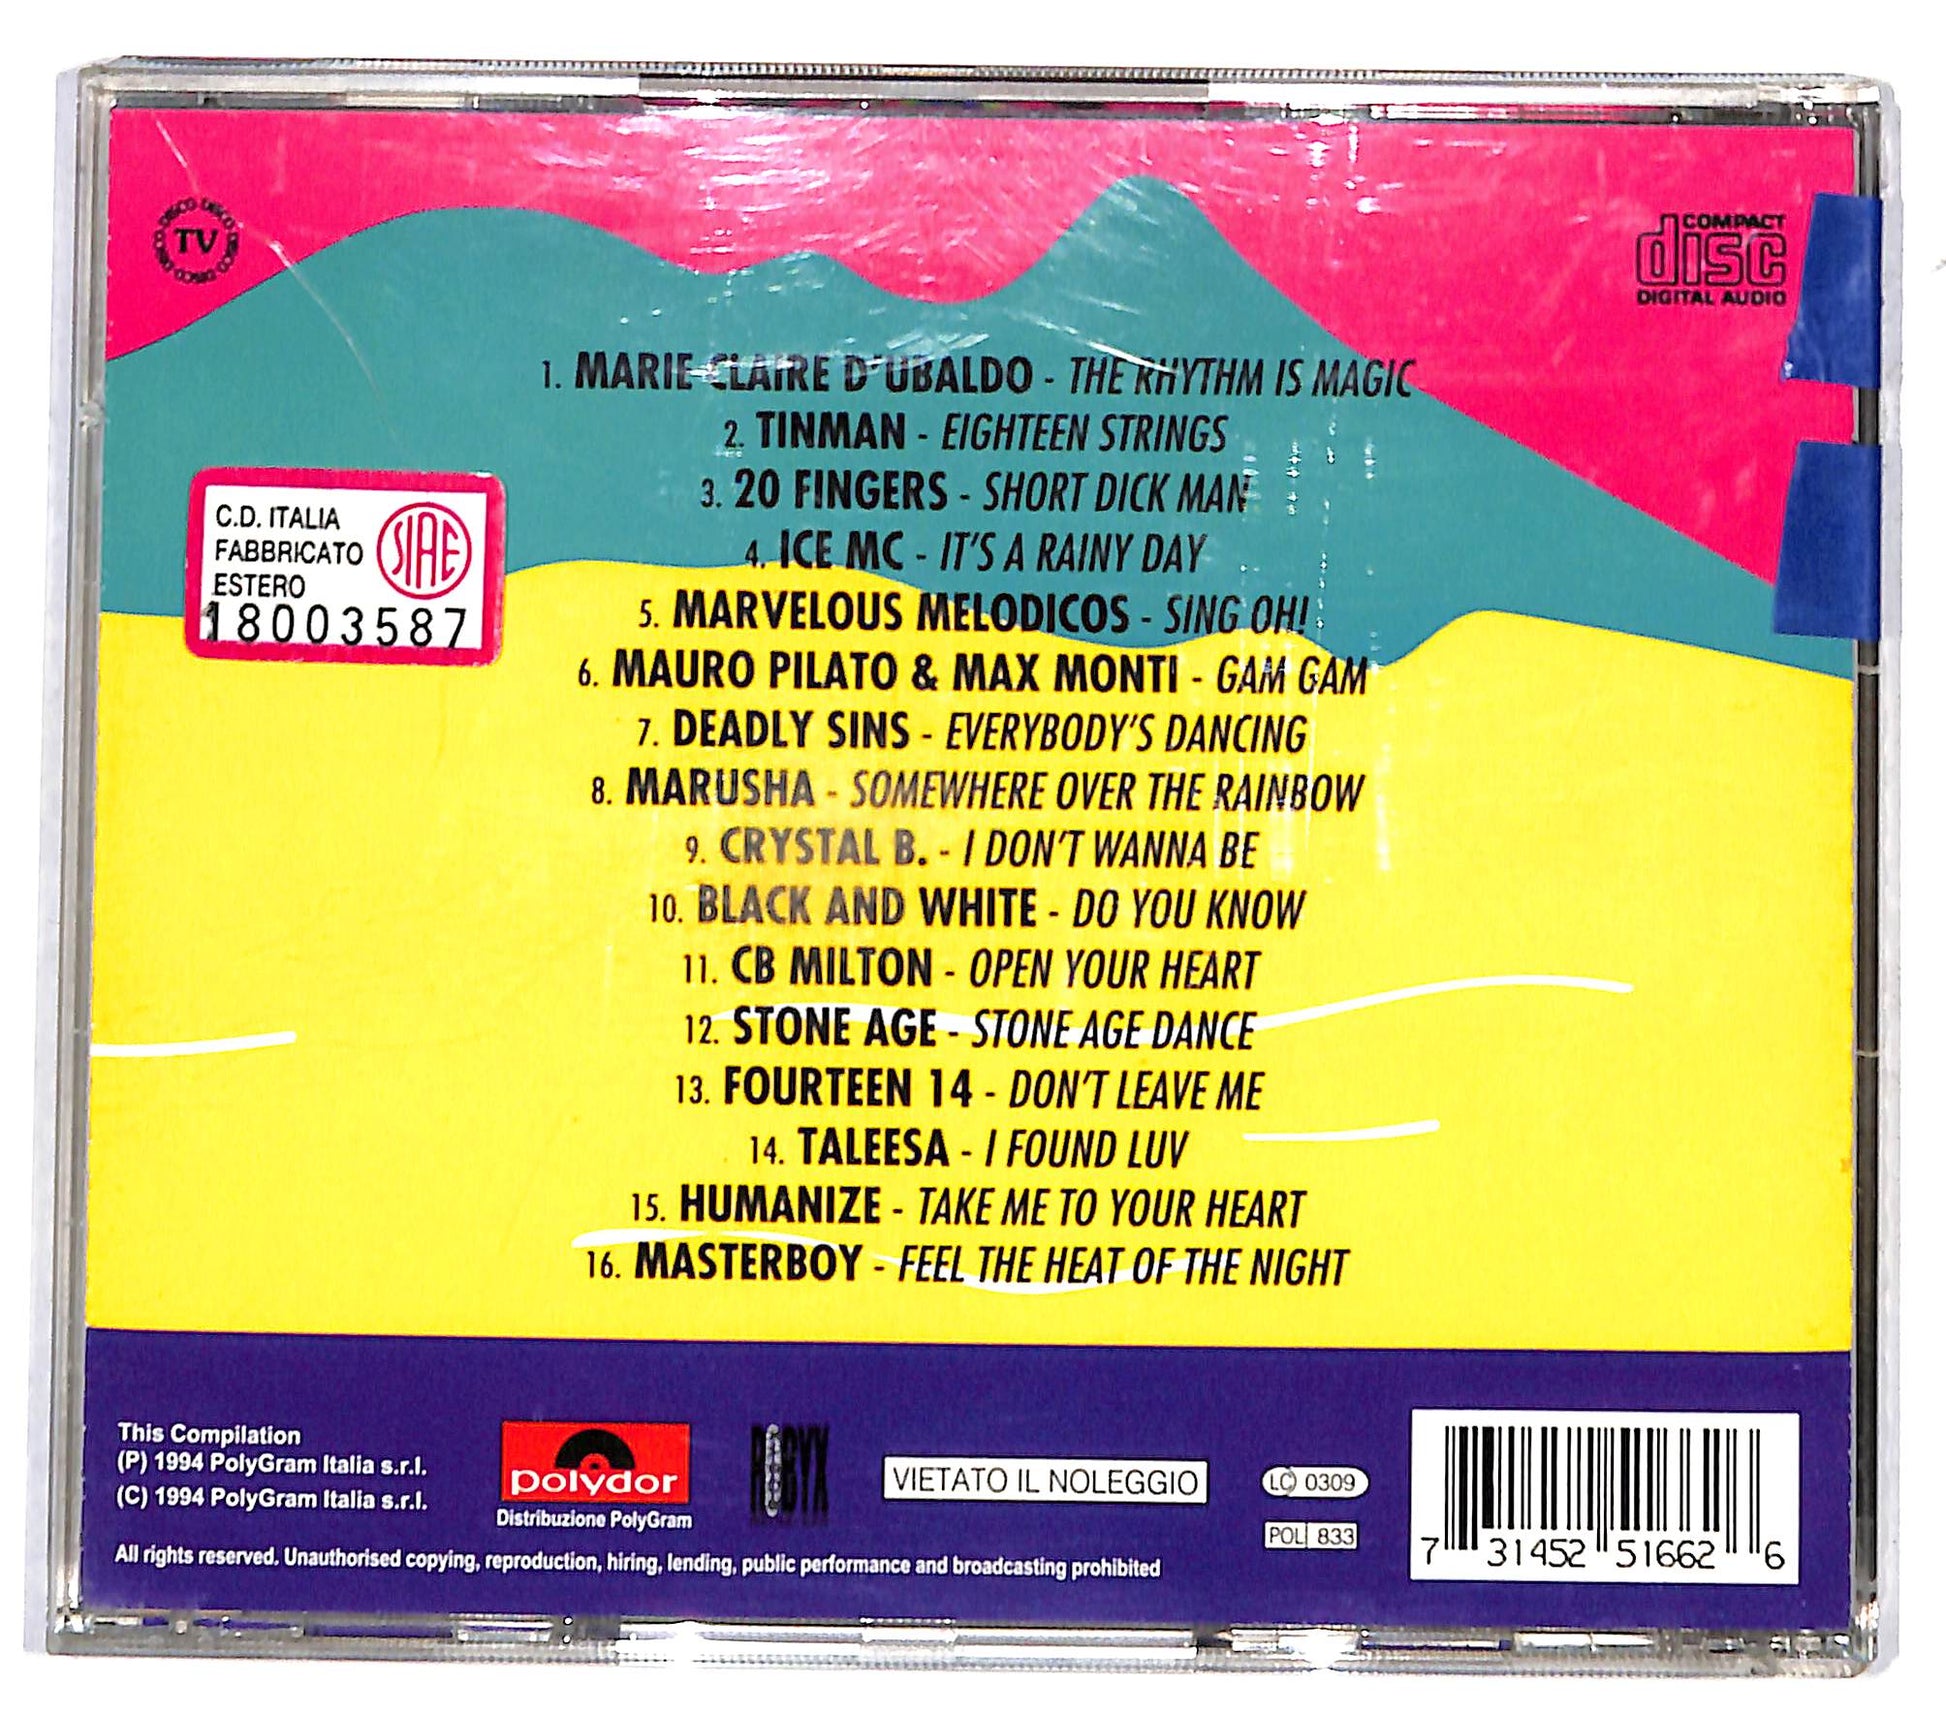 DISCO DISCO DISCO DISCO
TV
COMPACT
disc
DIGITAL AUDIO
1. MARIE CLAIRE D'UBALDO - THE RHYTHM IS MAGIC
2. TINMAN - EIGHTEEN STRINGS
3. 20 FINGERS - SHORT DICK MAN
4. ICE MC - IT'S A RAINY DAY
5. MARVELOUS MELODICOS - SING OH!
6. MAURO PILATO & MAX MONTI - GAM GAM
7. DEADLY SINS - EVERYBODY'S DANCING
8. MARUSHA - SOMEWHERE OVER THE RAINBOW
9. CRYSTAL B. - I DON'T WANNA BE
10. BLACK AND WHITE - DO YOU KNOW
11. CB MILTON - OPEN YOUR HEART
12. STONE AGE - STONE AGE DANCE
13. FOURTEEN 14 - DON'T LEAVE ME
14. TALEESA - I FOUND LUV
15. HUMANIZE - TAKE ME TO YOUR HEART
16. MASTERBOY - FEEL THE HEAT OF THE NIGHT
C.D. ITALIA
FABBRICATO
ESTERO
SIAE
18003587
This Compilation
(P) 1994 PolyGram Italia s.r.l.
(C) 1994 PolyGram Italia s.r.l.
polydor
Distribuzione PolyGram
VIETATO IL NOLEGGIO
LC 0309
POL 833
7 31452 51662 6
All rights reserved. Unauthorised copying, reproduction, hiring, lending, public performance and broadcasting prohibited